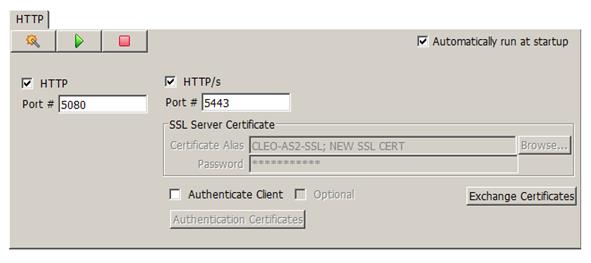 HTTP
Automatically run at startup
HTTP
HTTP/s
Port # 5080
Port # 5443
SSL Server Certificate
Certificate Alias CLEO-AS2-SSL; NEW SSL CERT Browse...
Password ***********
Authenticate Client Optional
Exchange Certificates
Authentication Certificates